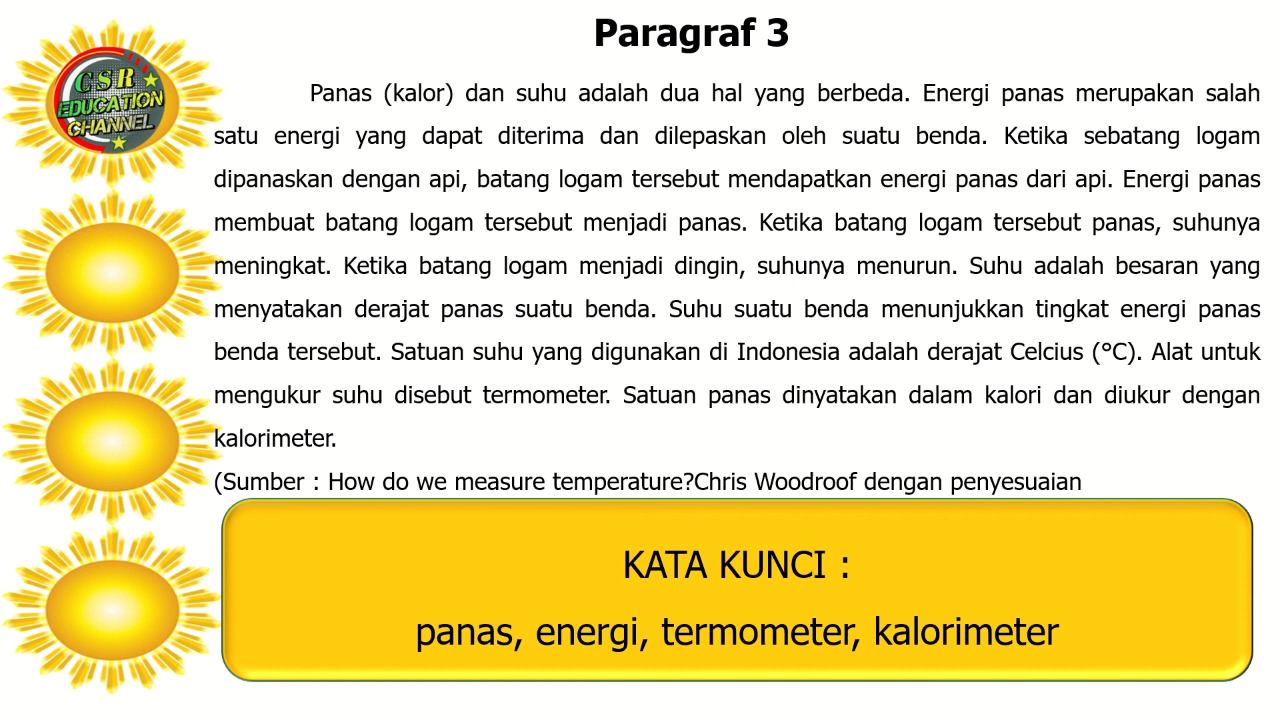 Paragraf 3
CSR
EDUCATION
CHANNEL
Panas (kalor) dan suhu adalah dua hal yang berbeda. Energi panas merupakan salah
satu energi yang dapat diterima dan dilepaskan oleh suatu benda. Ketika sebatang logam
dipanaskan dengan api, batang logam tersebut mendapatkan energi panas dari api. Energi panas
membuat batang logam tersebut menjadi panas. Ketika batang logam tersebut panas, suhunya
meningkat. Ketika batang logam menjadi dingin, suhunya menurun. Suhu adalah besaran yang
menyatakan derajat panas suatu benda. Suhu suatu benda menunjukkan tingkat energi panas
benda tersebut. Satuan suhu yang digunakan di Indonesia adalah derajat Celcius (°C). Alat untuk
mengukur suhu disebut termometer. Satuan panas dinyatakan dalam kalori dan diukur dengan
kalorimeter.
(Sumber : How do we measure temperature?Chris Woodroof dengan penyesuaian
KATA KUNCI :
panas, energi, termometer, kalorimeter